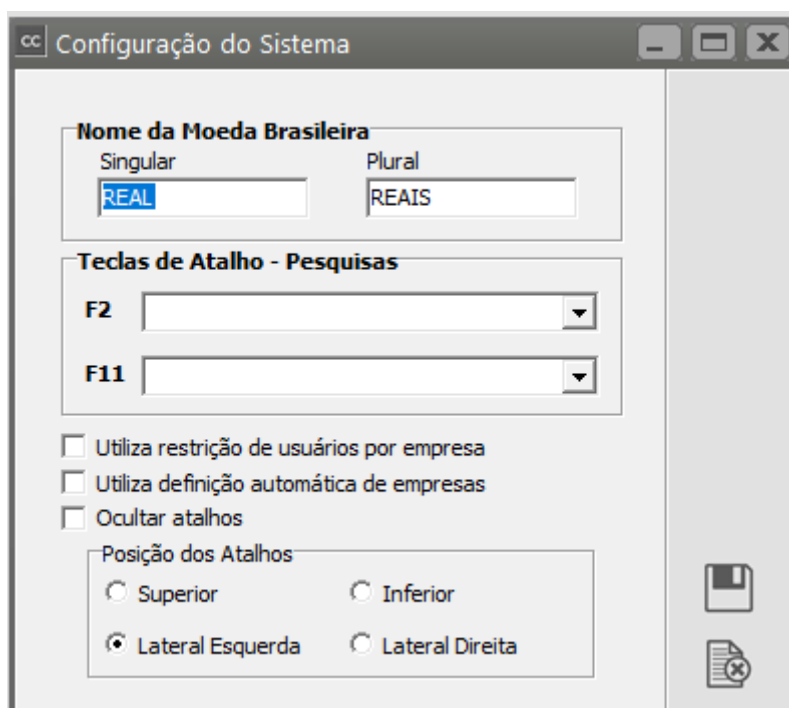 cc Configuração do Sistema
Nome da Moeda Brasileira
Singular Plural
REAL REAIS
Teclas de Atalho - Pesquisas
F2
F11
Utiliza restrição de usuários por empresa
Utiliza definição automática de empresas
Ocultar atalhos
Posição dos Atalhos
Superior Inferior
Lateral Esquerda Lateral Direita